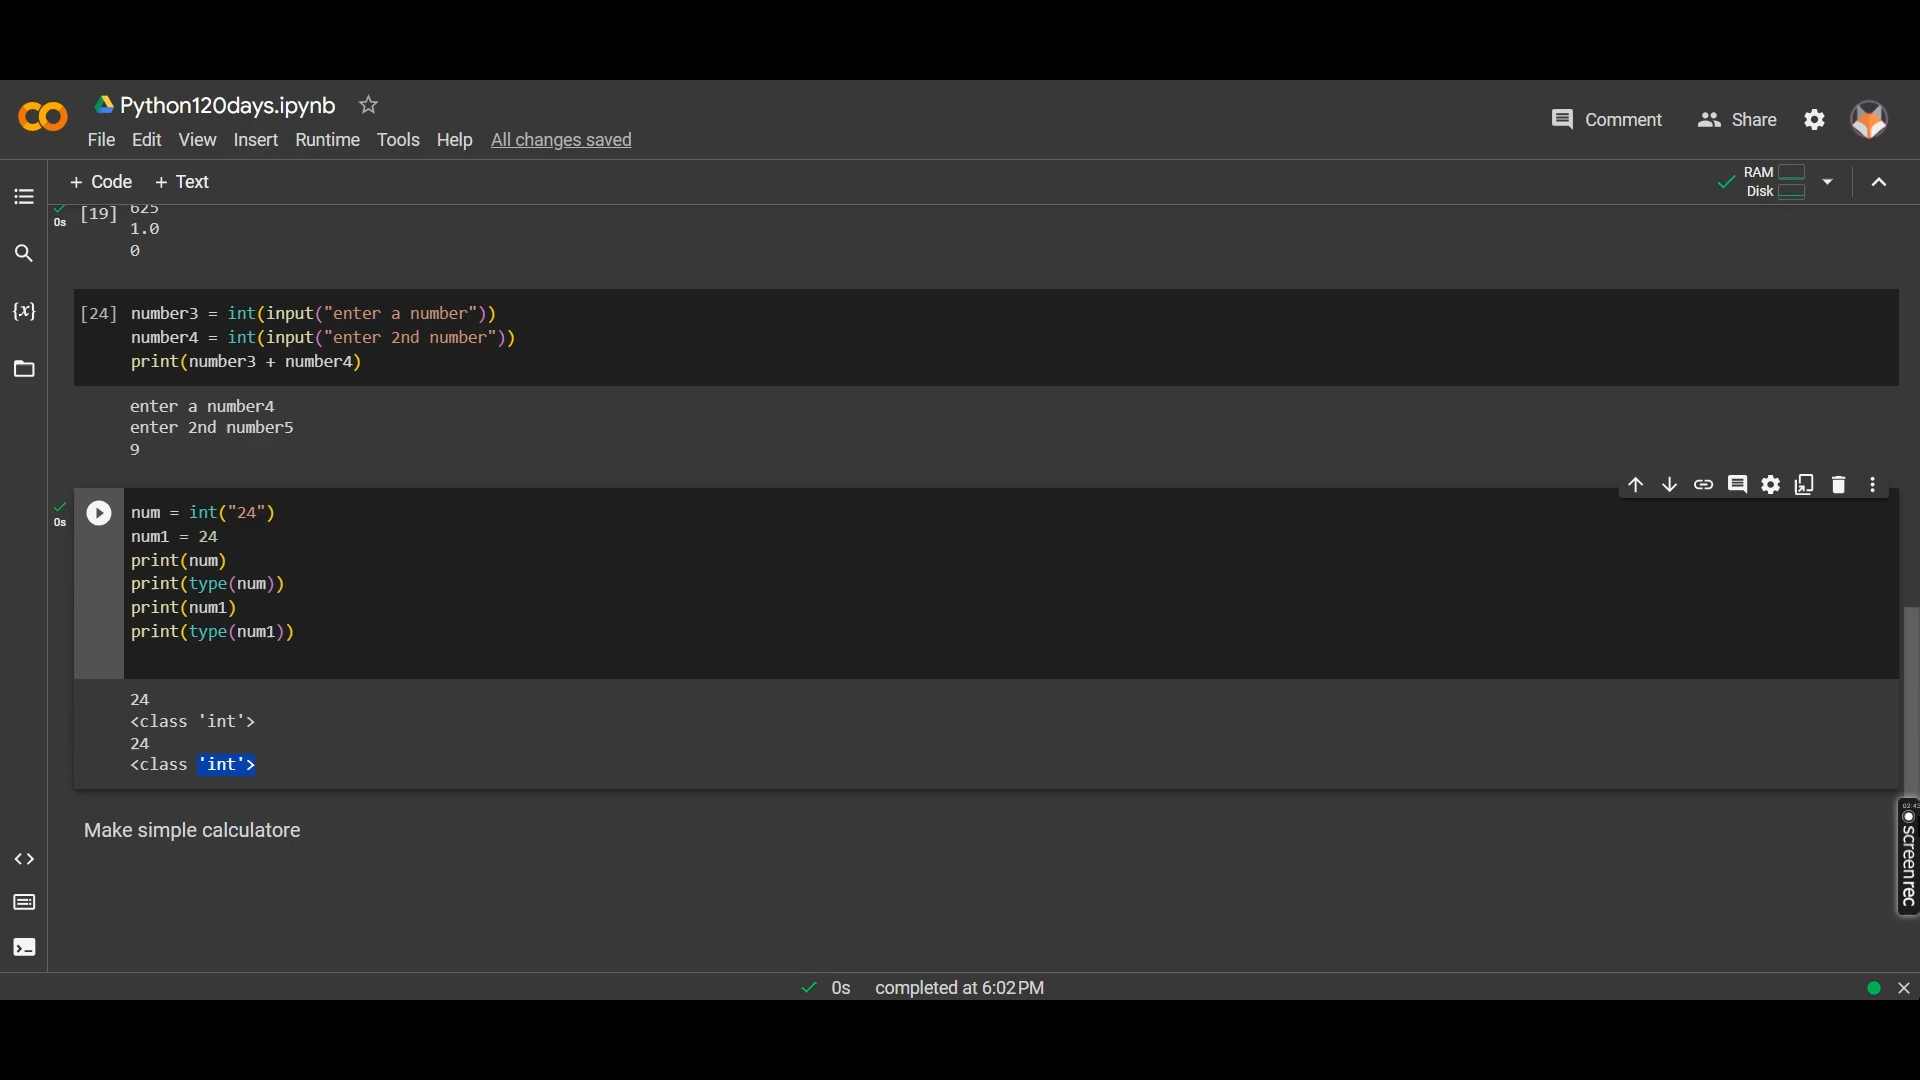 Python120days.ipynb
Comment
Share
File Edit View Insert Runtime Tools Help All changes saved
+ Code + Text
RAM
Disk
0s
[19] 625
1.0
0
{x}
[24] number3 = int(input("enter a number"))
number4 = int(input("enter 2nd number"))
print(number3 + number4)
enter a number4
enter 2nd number5
9
0s
num = int("24")
num1 = 24
print(num)
print(type(num))
print(num1)
print(type(num1))
24
<class 'int'>
24
<class 'int'>
Make simple calculatore
screenrec
0s completed at 6:02 PM